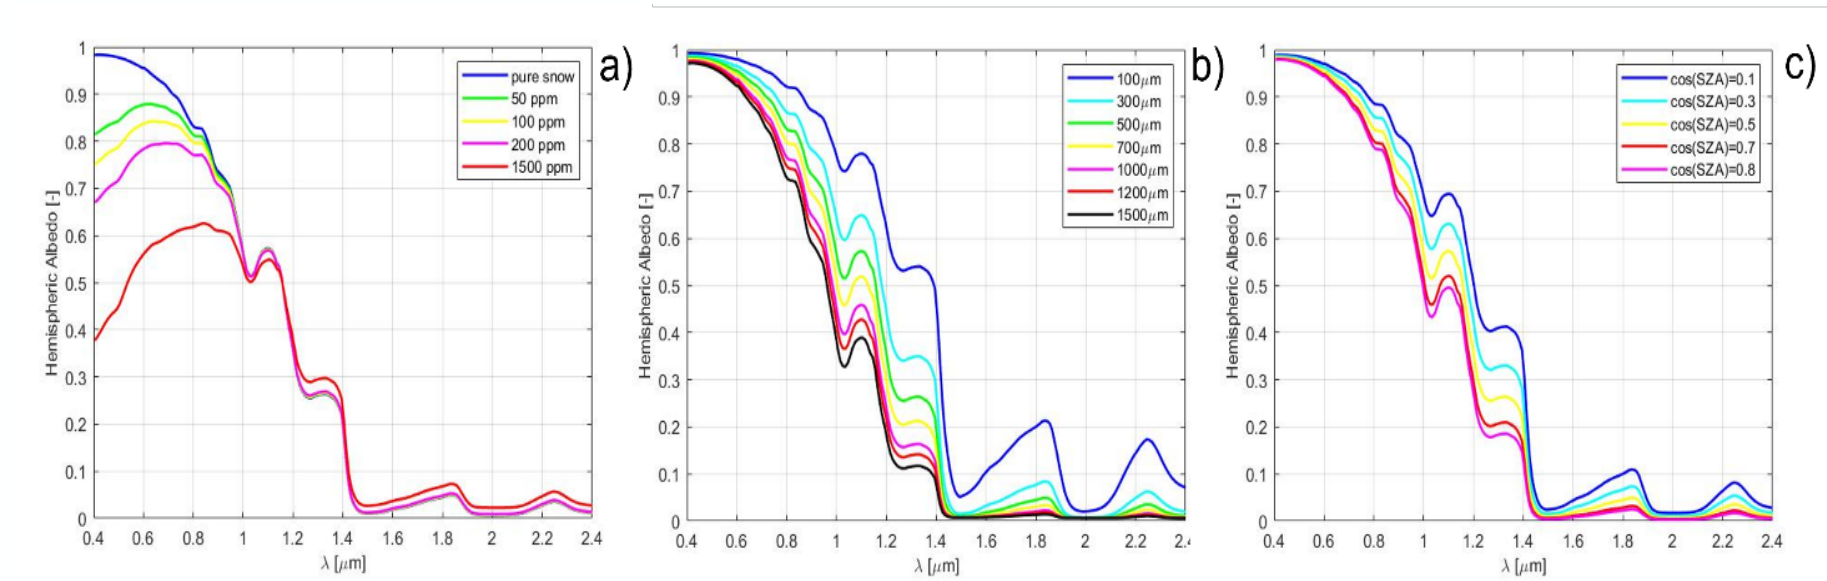 a)
Hemispheric Albedo [-]
1
0.9
0.8
0.7
0.6
0.5
0.4
0.3
0.2
0.1
0
0.4 0.6 0.8 1 1.2 1.4 1.6 1.8 2 2.2 2.4
λ [μm]
pure snow
50 ppm
100 ppm
200 ppm
1500 ppm
b)
Hemispheric Albedo [-]
1
0.9
0.8
0.7
0.6
0.5
0.4
0.3
0.2
0.1
0
0.4 0.6 0.8 1 1.2 1.4 1.6 1.8 2 2.2 2.4
λ [μm]
100μm
300μm
500μm
700μm
1000μm
1200μm
1500μm
c)
Hemispheric Albedo [-]
1
0.9
0.8
0.7
0.6
0.5
0.4
0.3
0.2
0.1
0
0.4 0.6 0.8 1 1.2 1.4 1.6 1.8 2 2.2 2.4
λ [μm]
cos(SZA)=0.1
cos(SZA)=0.3
cos(SZA)=0.5
cos(SZA)=0.7
cos(SZA)=0.8